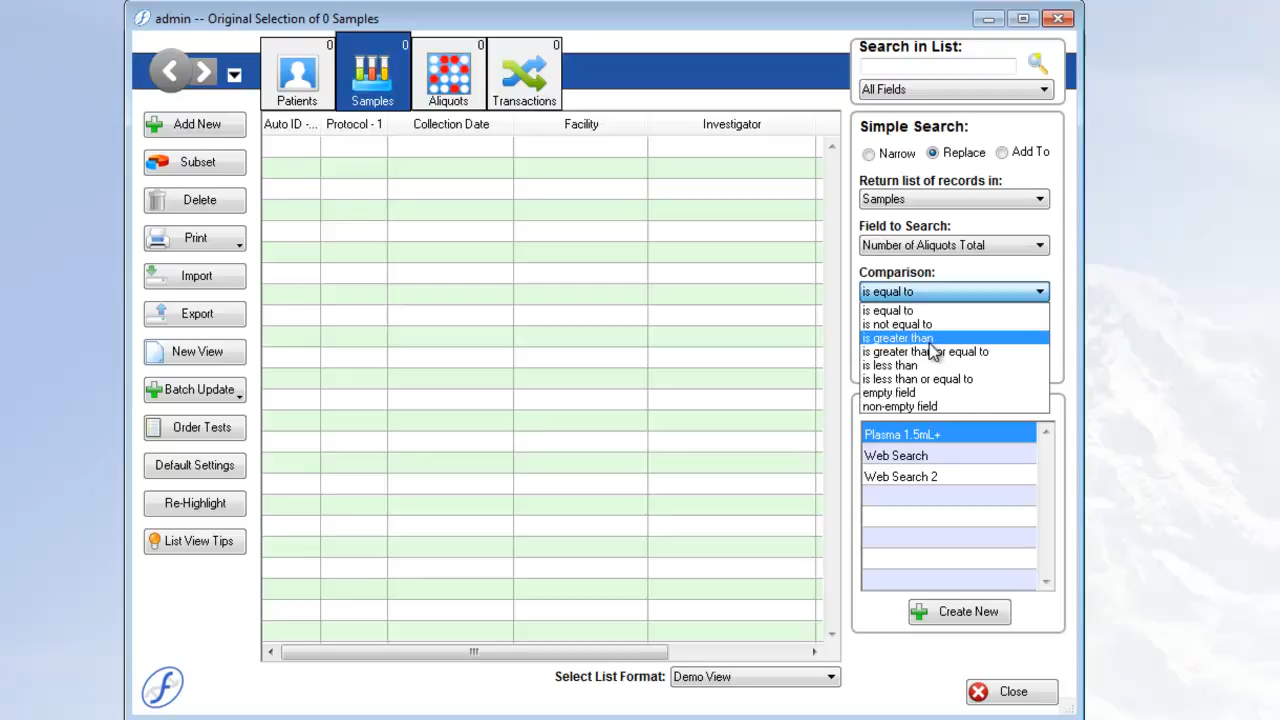 admin -- Original Selection of 0 Samples
0
0
0
0
Patients
Samples
Aliquots
Transactions
Search in List:
All Fields
Add New
Subset
Delete
Print
Import
Export
New View
Batch Update
Order Tests
Default Settings
Re-Highlight
List View Tips
Auto ID -...
Protocol - 1
Collection Date
Facility
Investigator
Simple Search:
Narrow
Replace
Add To
Return list of records in:
Samples
Field to Search:
Number of Aliquots Total
Comparison:
is equal to
is equal to
is not equal to
is greater than
is greater than or equal to
is less than
is less than or equal to
empty field
non-empty field
Plasma 1.5mL+
Web Search
Web Search 2
Create New
Select List Format:
Demo View
Close